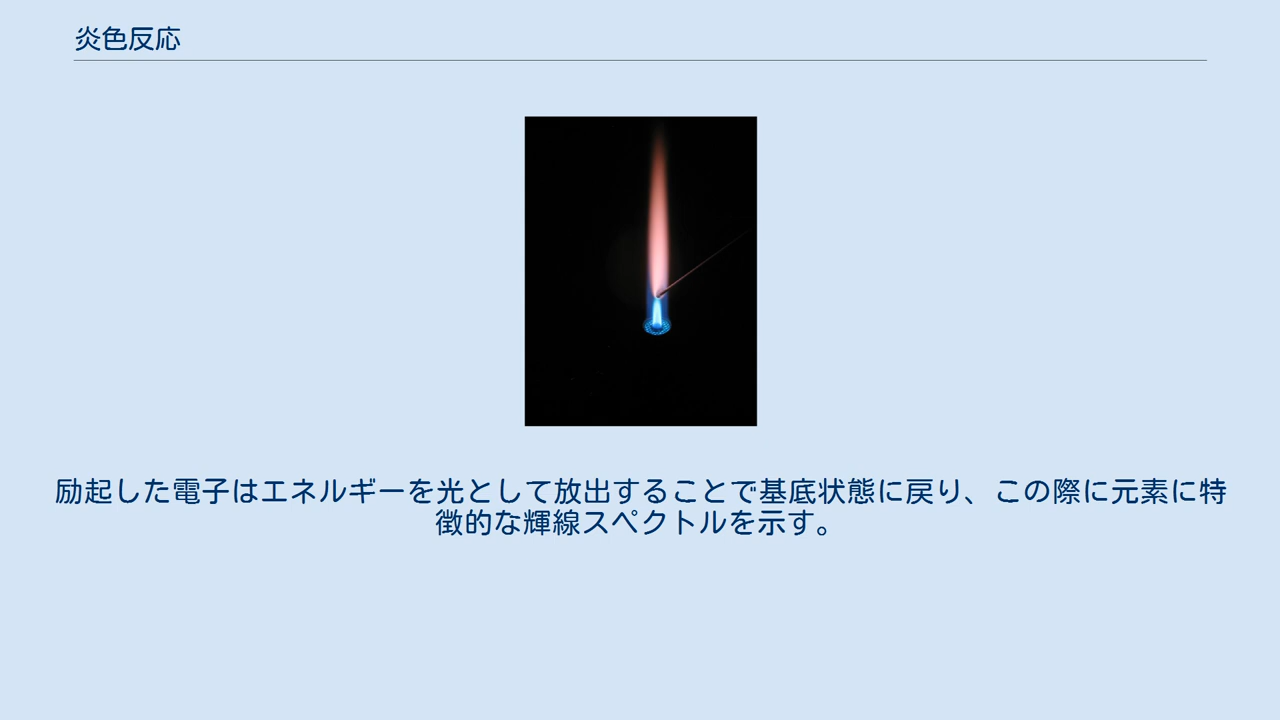 炎色反応
励起した電子はエネルギーを光として放出することで基底状態に戻り、この際に元素に特
徴的な輝線スペクトルを示す。